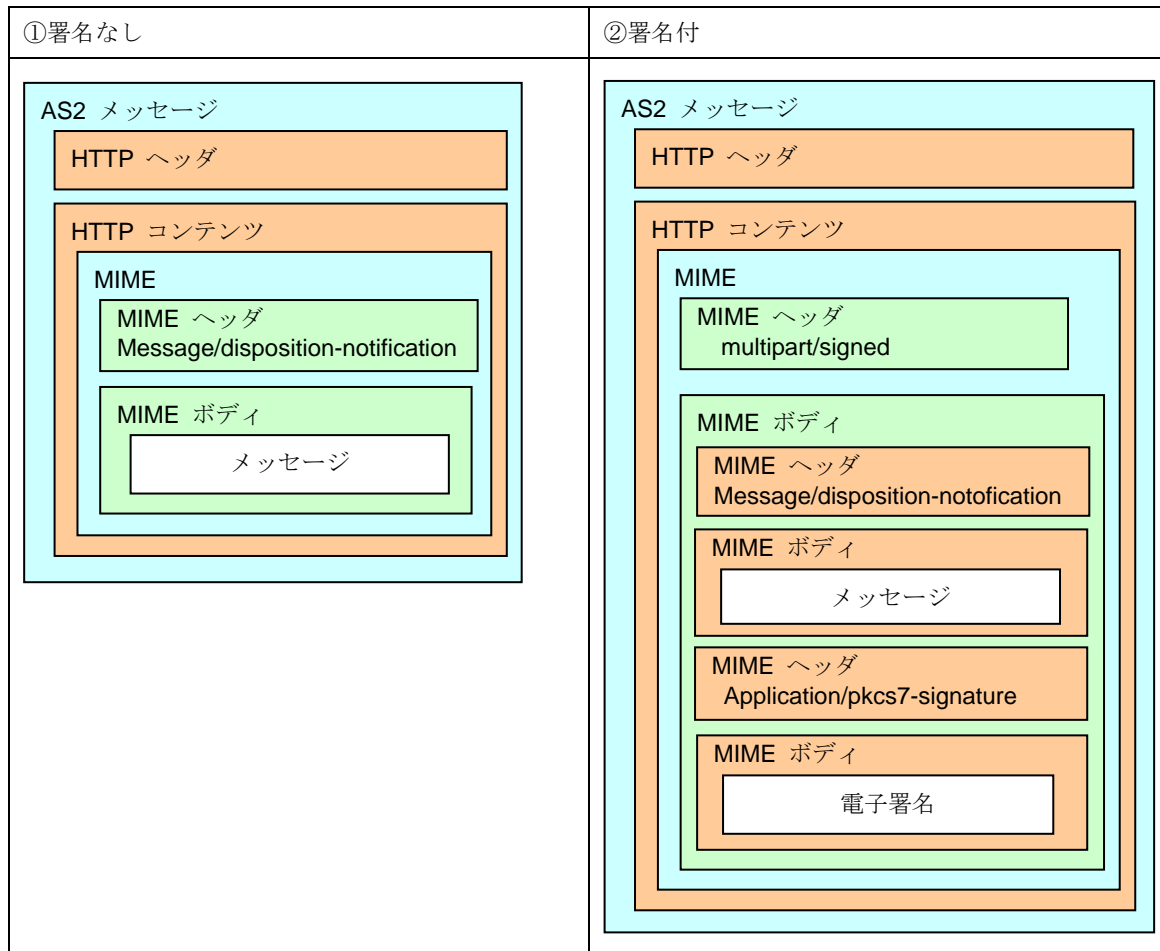 ①署名なし
AS2 メッセージ
HTTP ヘッダ
HTTP コンテンツ
MIME
MIME ヘッダ
Message/disposition-notification
MIME ボディ
メッセージ
②署名付
AS2 メッセージ
HTTP ヘッダ
HTTP コンテンツ
MIME
MIME ヘッダ
multipart/signed
MIME ボディ
MIME ヘッダ
Message/disposition-notofication
MIME ボディ
メッセージ
MIME ヘッダ
Application/pkcs7-signature
MIME ボディ
電子署名